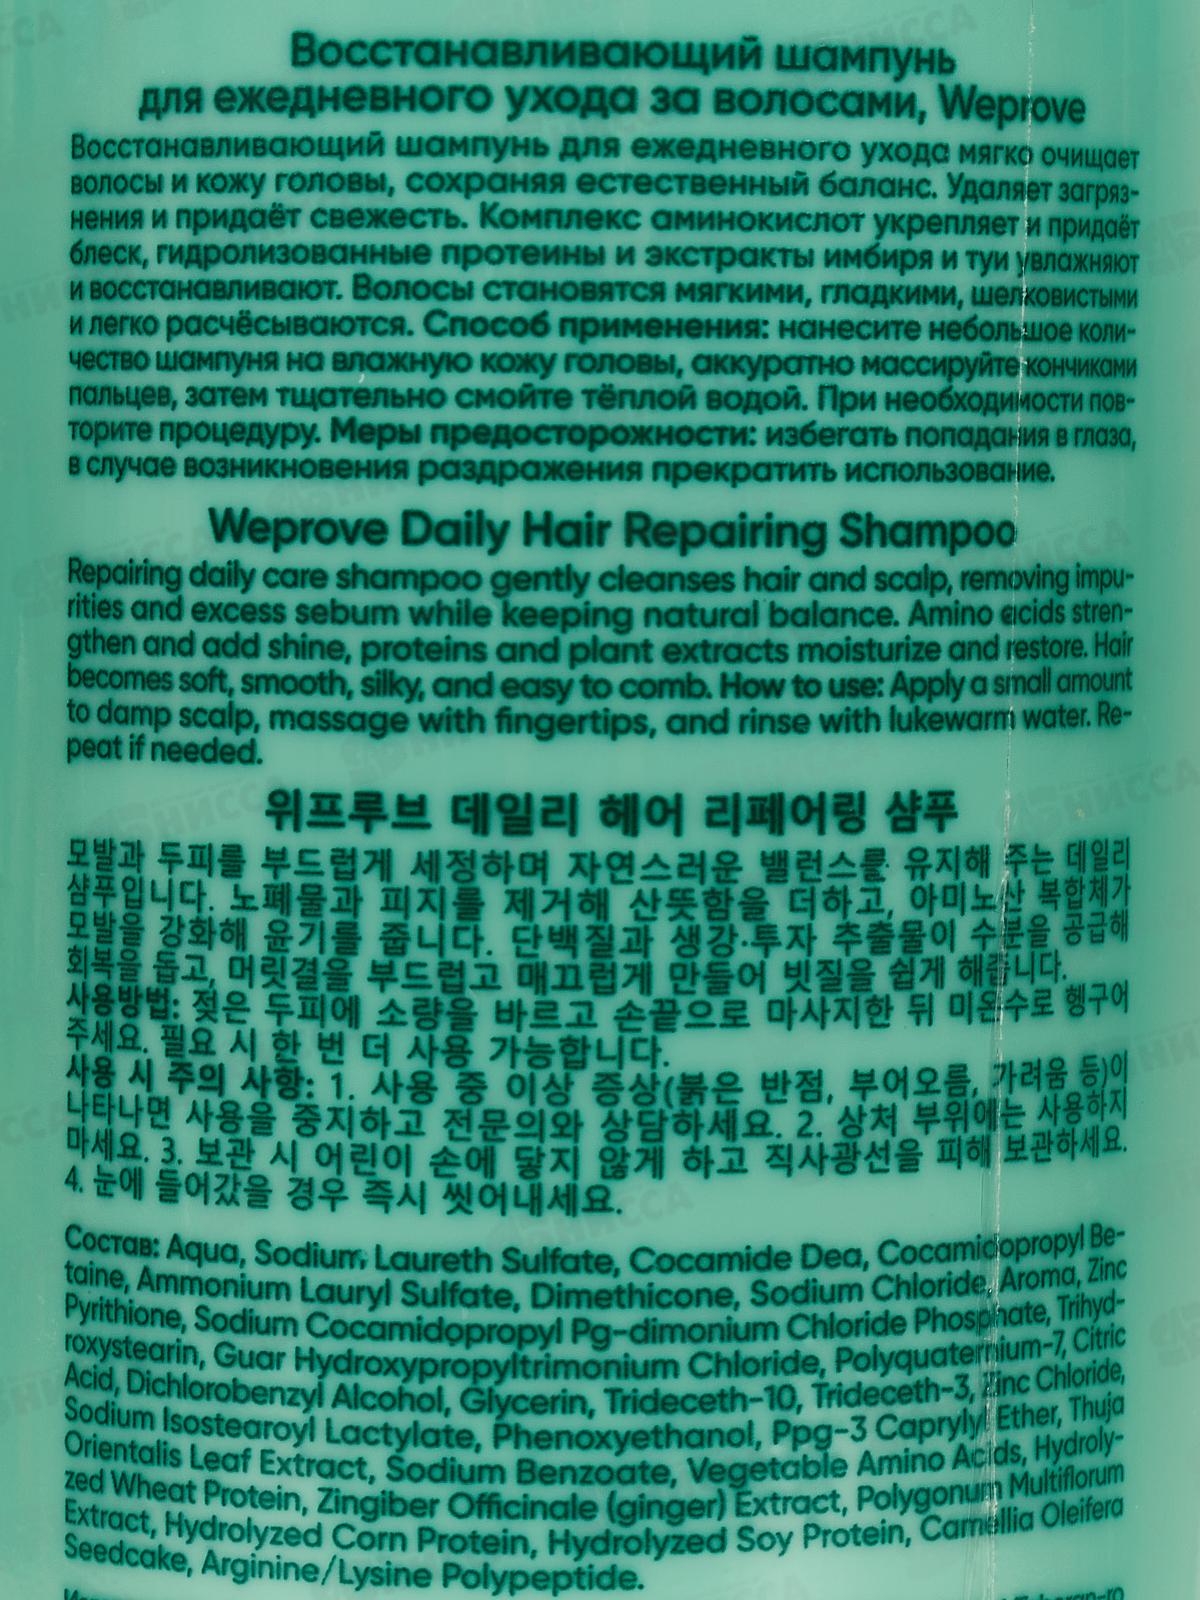 Восстанавливающий шампунь
для ежедневного ухода за волосами, Weprove
Восстанавливающий шампунь для ежедневного ухода мягко очищает
волосы и кожу головы, сохраняя естественный баланс. Удаляет загряз-
нения и придаёт свежесть. Комплекс аминокислот укрепляет и придаёт
блеск, гидролизованные протеины и экстракты имбиря и туи увлажняют
и восстанавливают. Волосы становятся мягкими, гладкими, шелковистыми
и легко расчёсываются. Способ применения: нанесите небольшое коли-
чество шампуня на влажную кожу головы, аккуратно массируйте кончиками
пальцев, затем тщательно смойте тёплой водой. При необходимости пов-
торите процедуру. Меры предосторожности: избегать попадания в глаза,
в случае возникновения раздражения прекратить использование.
Weprove Daily Hair Repairing Shampoo
Repairing daily care shampoo gently cleanses hair and scalp, removing impu-
rities and excess sebum while keeping natural balance. Amino acids stren-
gthen and add shine, proteins and plant extracts moisturize and restore. Hair
becomes soft, smooth, silky, and easy to comb. How to use: Apply a small amount
to damp scalp, massage with fingertips, and rinse with lukewarm water. Re-
peat if needed.
위프루브 데일리 헤어 리페어링 샴푸
모발과 두피를 부드럽게 세정하며 자연스러운 밸런스를 유지해 주는 데일리
샴푸입니다. 노폐물과 피지를 제거해 산뜻함을 더하고, 아미노산 복합체가
모발을 강화해 윤기를 줍니다. 단백질과 생강·투자 추출물이 수분을 공급해
회복을 돕고, 머릿결을 부드럽고 매끄럽게 만들어 빗질을 쉽게 해줍니다.
사용방법: 젖은 두피에 소량을 바르고 손끝으로 마사지한 뒤 미온수로 헹구어
주세요. 필요 시 한 번 더 사용 가능합니다.
사용 시 주의 사항: 1. 사용 중 이상 증상(붉은 반점, 부어오름, 가려움 등)이
나타나면 사용을 중지하고 전문의와 상담하세요. 2. 상처 부위에는 사용하지
마세요. 3. 보관 시 어린이 손에 닿지 않게 하고 직사광선을 피해 보관하세요.
4. 눈에 들어갔을 경우 즉시 씻어내세요.
Состав: Aqua, Sodium, Laureth Sulfate, Cocamide Dea, Cocamidopropyl Be-
taine, Ammonium Lauryl Sulfate, Dimethicone, Sodium Chloride, Aroma, Zinc
Pyrithione, Sodium Cocamidopropyl Pg-dimonium Chloride Phosphate, Trihyd-
roxystearin, Guar Hydroxypropyltrimonium Chloride, Polyquaternium-7, Citric
Acid, Dichlorobenzyl Alcohol, Glycerin, Trideceth-10, Trideceth-3, Zinc Chloride,
Sodium Isostearoyl Lactylate, Phenoxyethanol, Ppg-3 Caprylyl Ether, Thuja
Orientalis Leaf Extract, Sodium Benzoate, Vegetable Amino Acids, Hydroly-
zed Wheat Protein, Zingiber Officinale (ginger) Extract, Polygonum Multiflorum
Extract, Hydrolyzed Corn Protein, Hydrolyzed Soy Protein, Camellia Oleifera
Seedcake, Arginine/Lysine Polypeptide.